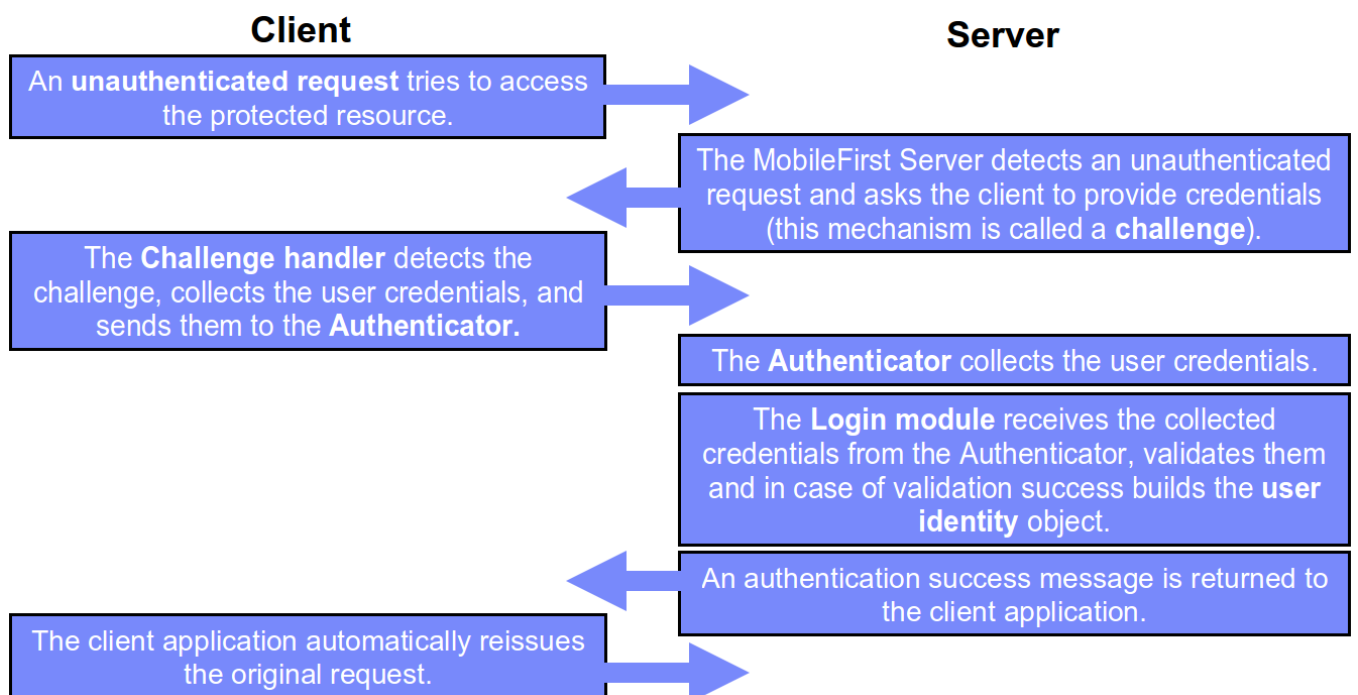 Client
Server
An unauthenticated request tries to access
the protected resource.
The MobileFirst Server detects an unauthenticated
request and asks the client to provide credentials
(this mechanism is called a challenge).
The Challenge handler detects the
challenge, collects the user credentials, and
sends them to the Authenticator.
The Authenticator collects the user credentials.
The Login module receives the collected
credentials from the Authenticator, validates them
and in case of validation success builds the user
identity object.
An authentication success message is returned to
the client application.
The client application automatically reissues
the original request.